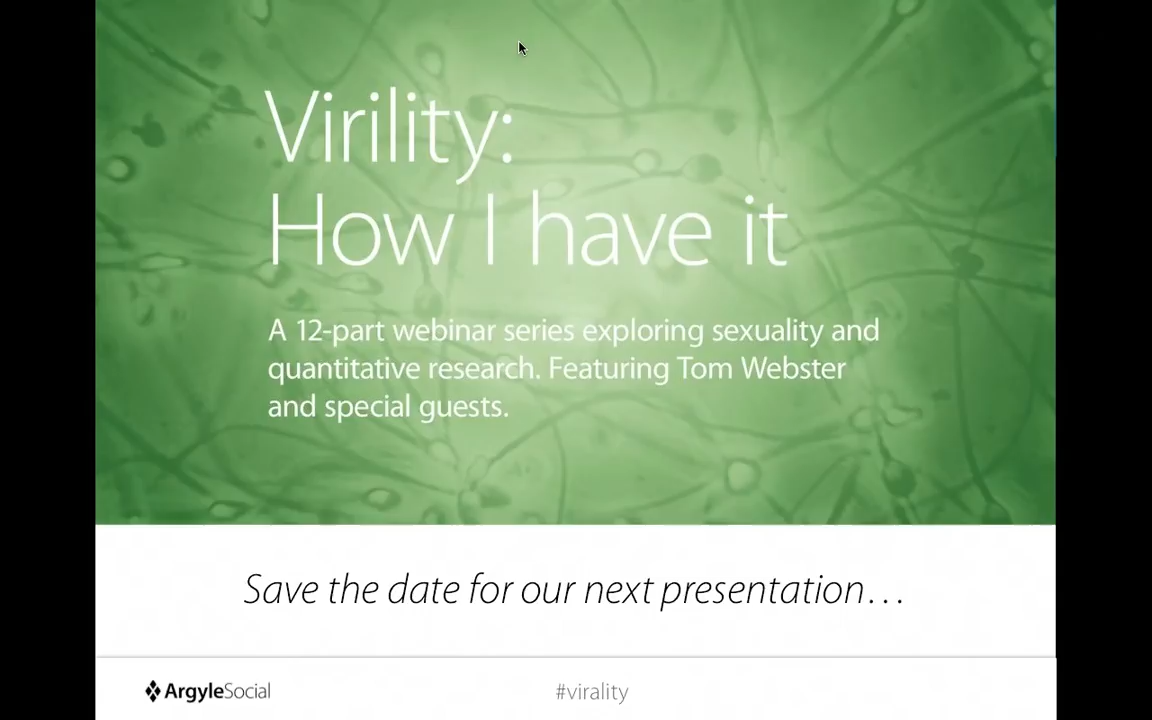 Virility:
How I have it
A 12-part webinar series exploring sexuality and
quantitative research. Featuring Tom Webster
and special guests.
Save the date for our next presentation…
ArgyleSocial
#virality